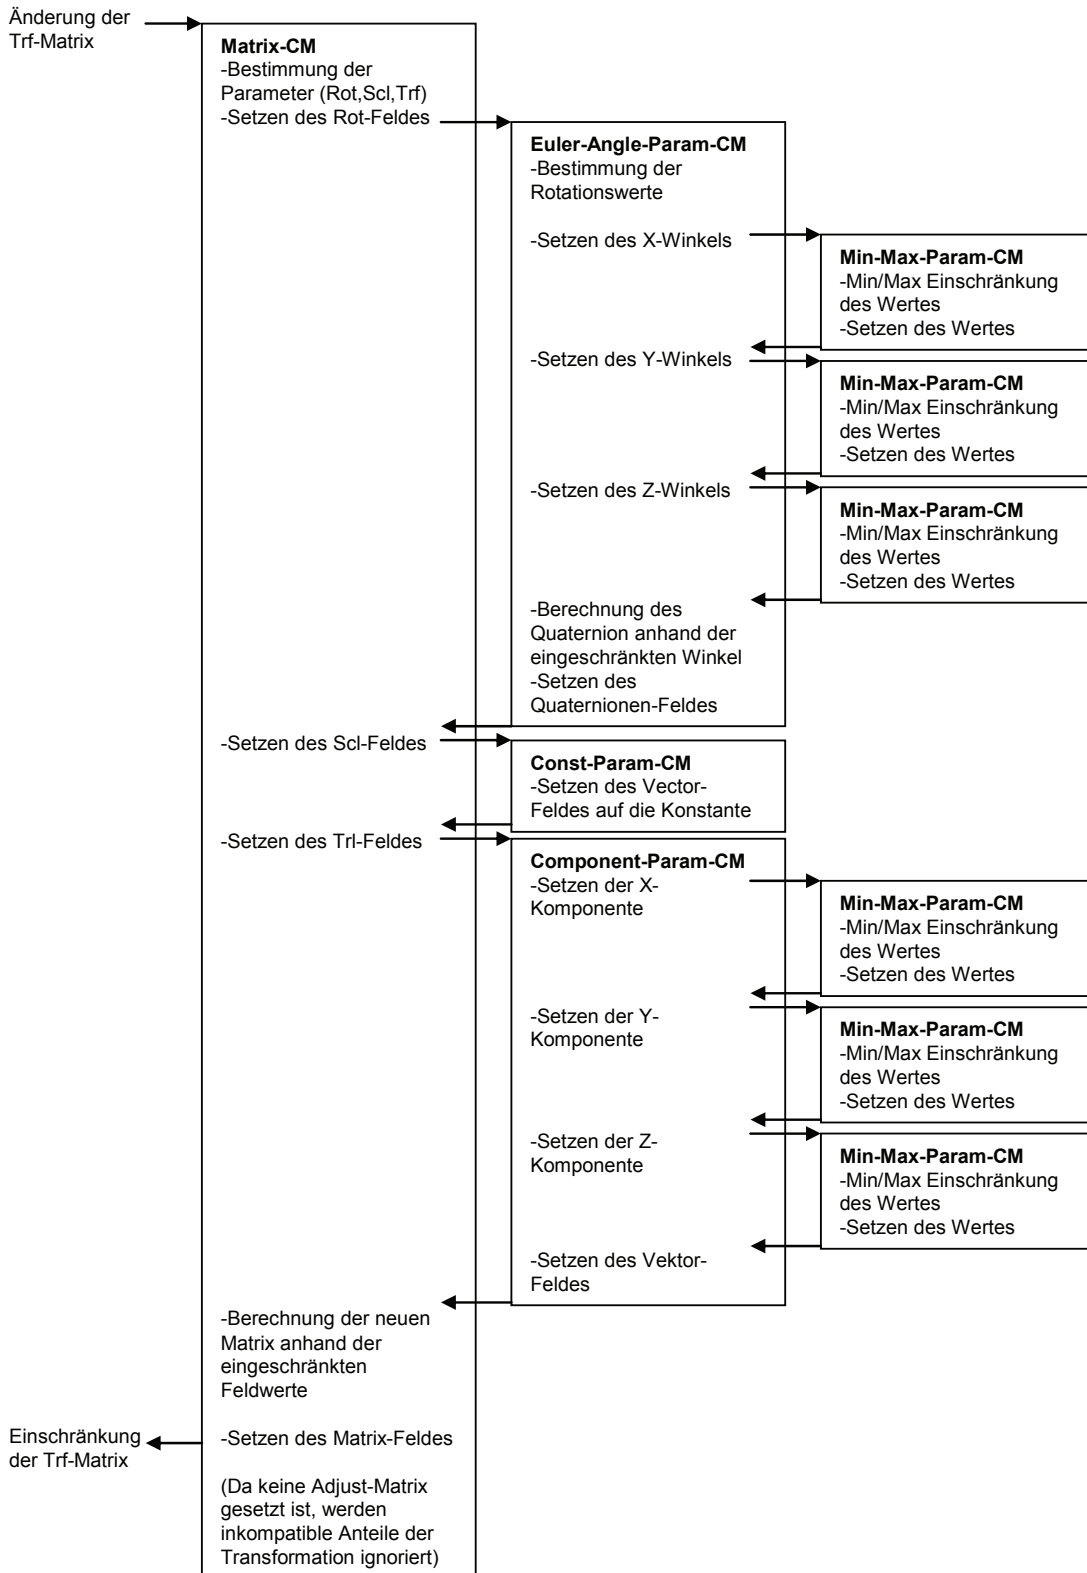 Änderung der
Trf-Matrix
Matrix-CM
-Bestimmung der
Parameter (Rot,Scl,Trf)
-Setzen des Rot-Feldes
Euler-Angle-Param-CM
-Bestimmung der
Rotationswerte
-Setzen des X-Winkels
Min-Max-Param-CM
-Min/Max Einschränkung
des Wertes
-Setzen des Wertes
-Setzen des Y-Winkels
Min-Max-Param-CM
-Min/Max Einschränkung
des Wertes
-Setzen des Wertes
-Setzen des Z-Winkels
Min-Max-Param-CM
-Min/Max Einschränkung
des Wertes
-Setzen des Wertes
-Berechnung des
Quaternion anhand der
eingeschränkten Winkel
-Setzen des
Quaternionen-Feldes
-Setzen des Scl-Feldes
Const-Param-CM
-Setzen des Vector-
Feldes auf die Konstante
-Setzen des Trl-Feldes
Component-Param-CM
-Setzen der X-
Komponente
Min-Max-Param-CM
-Min/Max Einschränkung
des Wertes
-Setzen des Wertes
-Setzen der Y-
Komponente
Min-Max-Param-CM
-Min/Max Einschränkung
des Wertes
-Setzen des Wertes
-Setzen der Z-
Komponente
Min-Max-Param-CM
-Min/Max Einschränkung
des Wertes
-Setzen des Wertes
-Setzen des Vektor-
Feldes
-Berechnung der neuen
Matrix anhand der
eingeschränkten
Feldwerte
Einschränkung
der Trf-Matrix
-Setzen des Matrix-Feldes
(Da keine Adjust-Matrix
gesetzt ist, werden
inkompatible Anteile der
Transformation ignoriert)